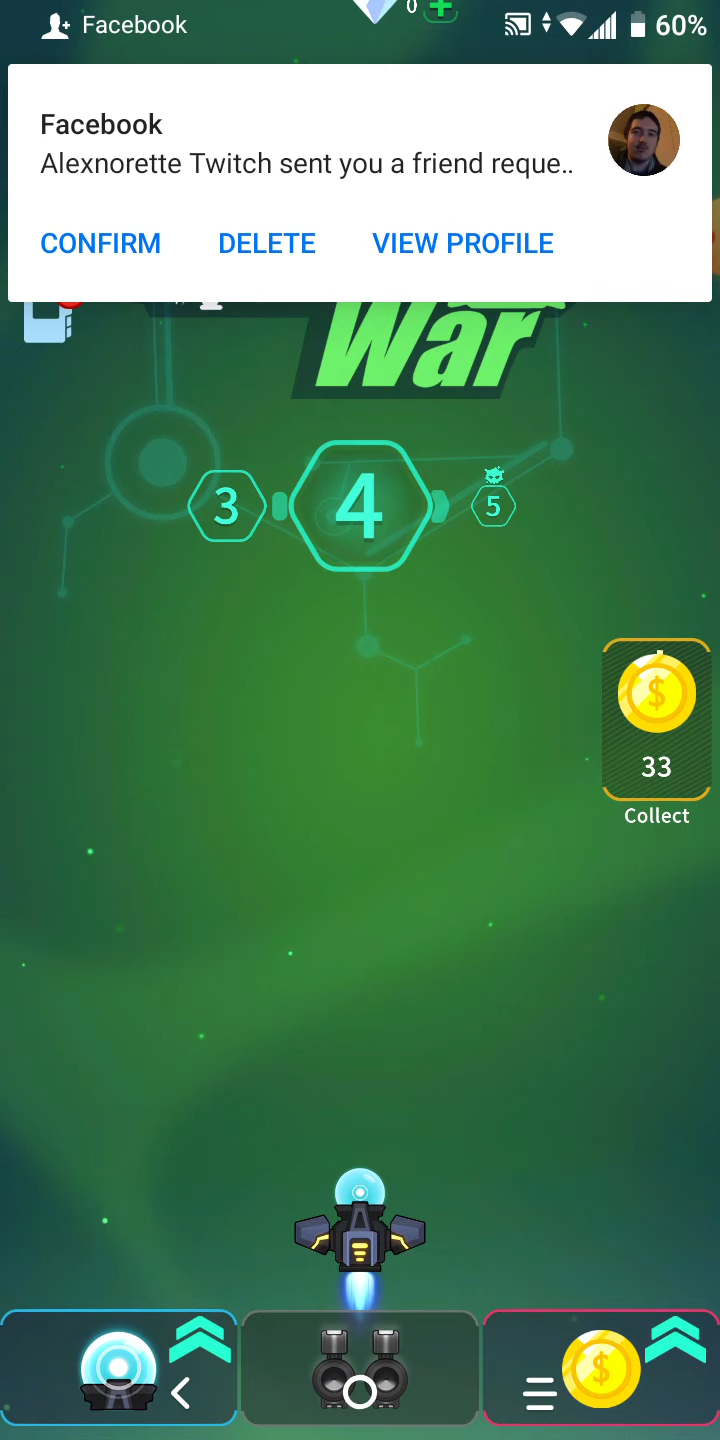 Facebook
0
60%
Facebook
Alexnorette Twitch sent you a friend reque..
CONFIRM
DELETE
VIEW PROFILE
War
3
4
5
$
33
Collect
$